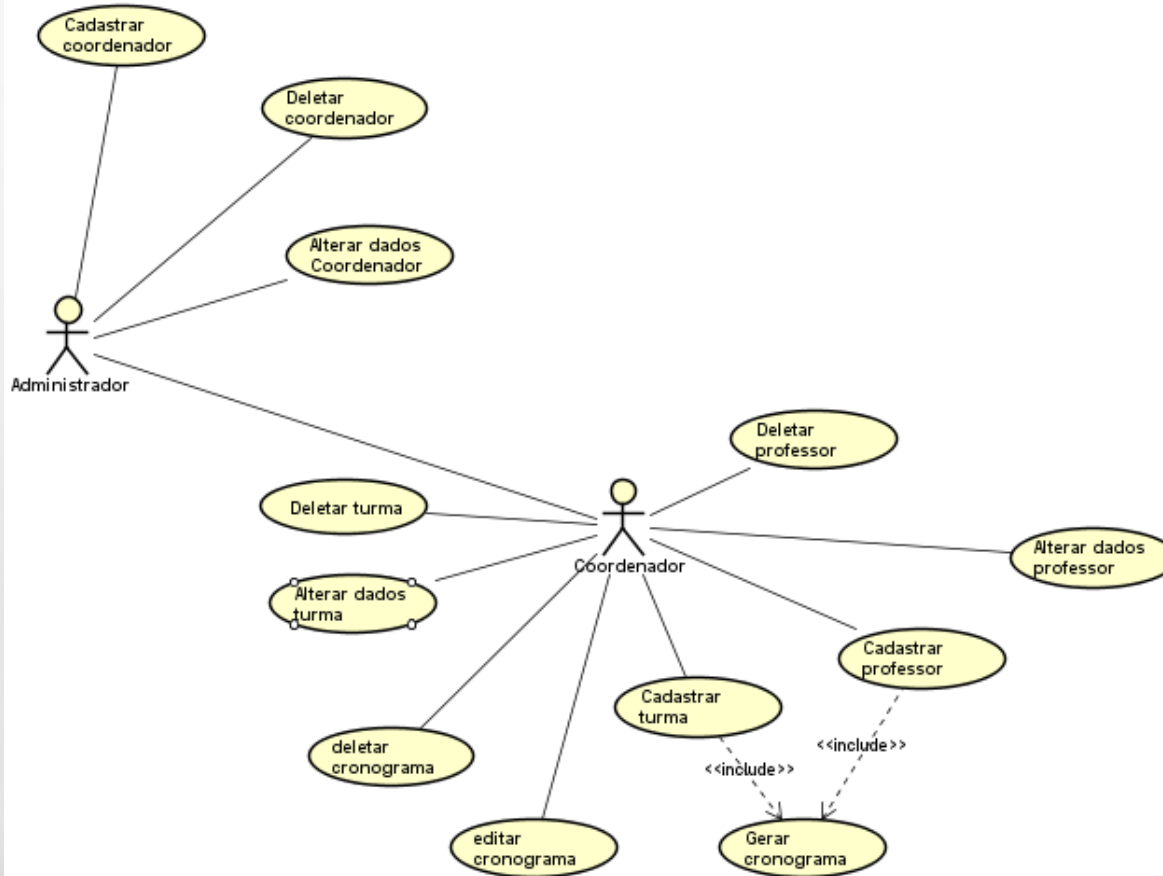 Cadastrar
coordenador
Deletar
coordenador
Alterar dados
Coordenador
Administrador
Deletar
professor
Deletar turma
Coordenador
Alterar dados
professor
Alterar dados
turma
Cadastrar
professor
Cadastrar
turma
deletar
cronograma
<<include>>
<<include>>
editar
cronograma
Gerar
cronograma